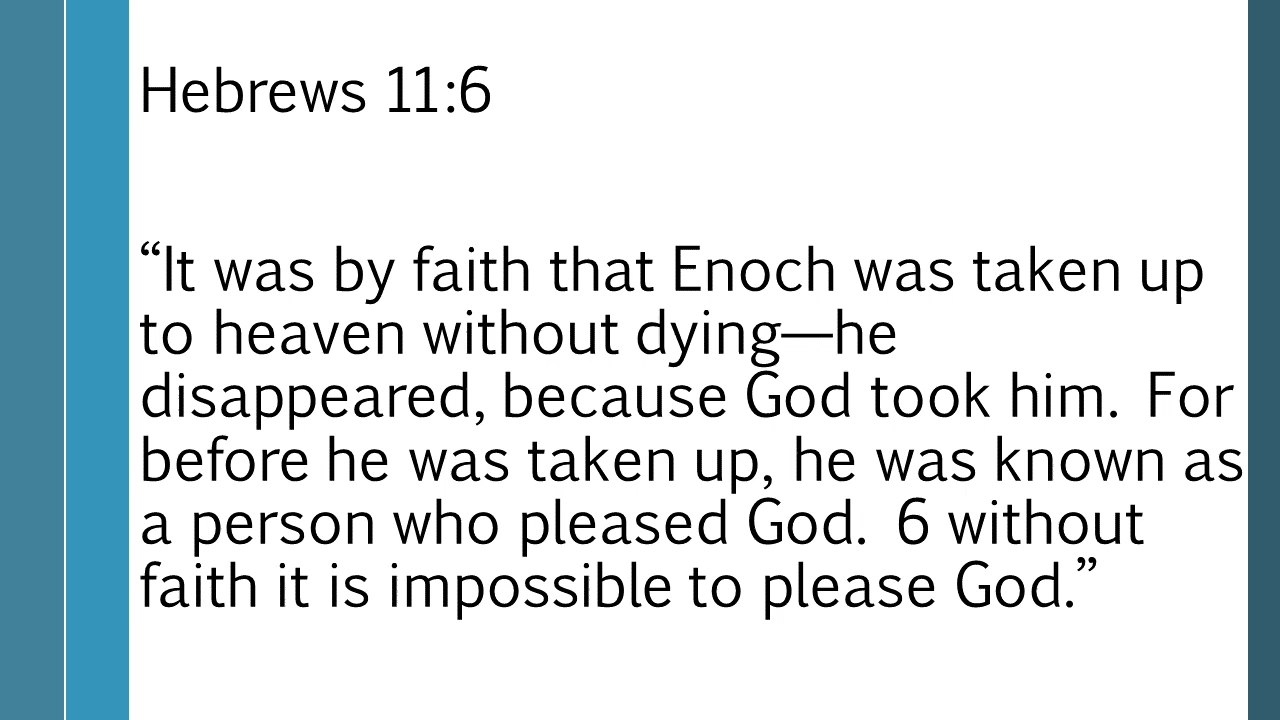 Hebrews 11:6
“It was by faith that Enoch was taken up
to heaven without dying—he
disappeared, because God took him.  For
before he was taken up, he was known as
a person who pleased God.  6 without
faith it is impossible to please God.”